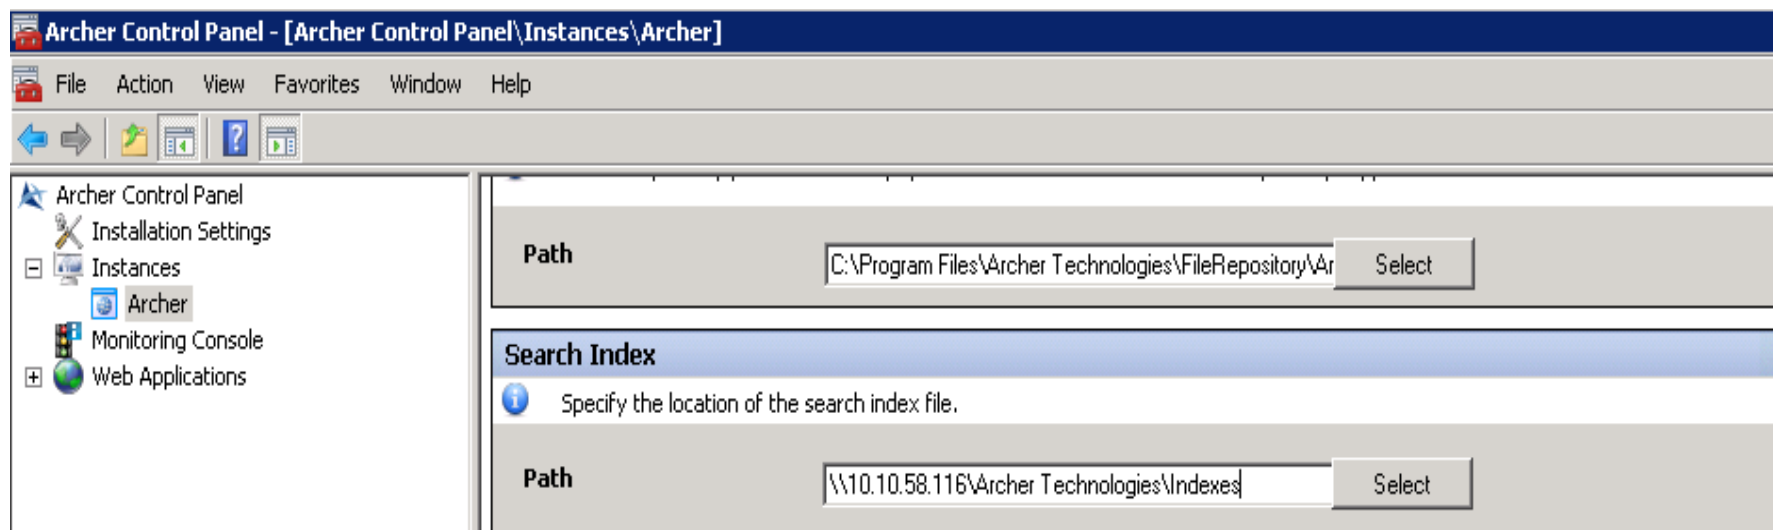 Archer Control Panel - [Archer Control Panel\Instances\Archer]
File Action View Favorites Window Help
Archer Control Panel
Installation Settings
Instances
Archer
Monitoring Console
Web Applications
Path
C:\Program Files\Archer Technologies\FileRepository\Ar
Select
Search Index
Specify the location of the search index file.
Path
\\10.10.58.116\Archer Technologies\Indexes
Select